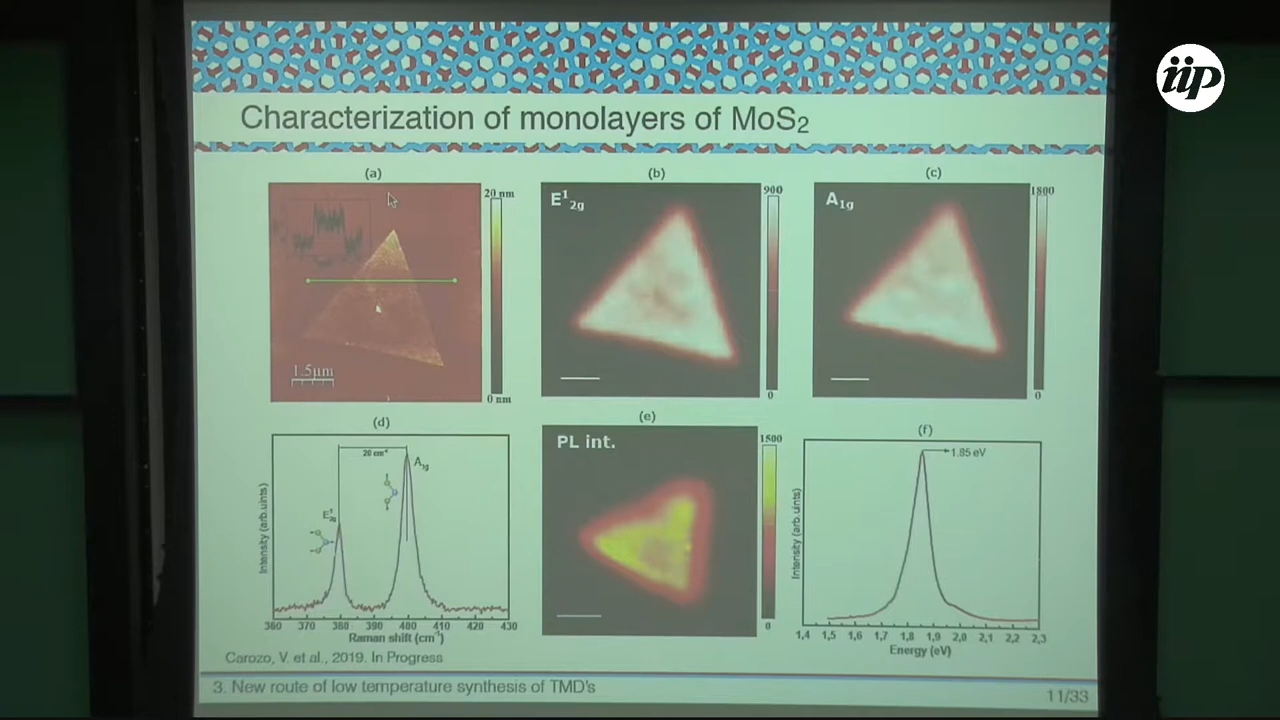 iip
Characterization of monolayers of MoS2
(a)
(b)
(c)
20 nm
E¹2g
900
A1g
1800
1.5μm
0 nm
0
0
(d)
(e)
(f)
20 cm⁻¹
A1g
E¹2g
Intensity (arb.uints)
360 370 380 390 400 410 420 430
Raman shift (cm⁻¹)
PL int.
1500
0
1.85 eV
Intensity (arb.uints)
1,4 1,5 1,6 1,7 1,8 1,9 2,0 2,1 2,2 2,3
Energy (eV)
Carozo, V. et al., 2019. In Progress
3. New route of low temperature synthesis of TMD's
11/33